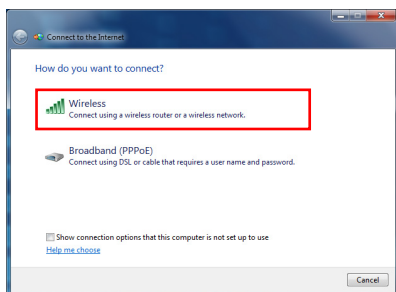 Connect to the Internet
How do you want to connect?
Wireless
Connect using a wireless router or a wireless network.
Broadband (PPPoE)
Connect using DSL or cable that requires a user name and password.
Show connection options that this computer is not set up to use
Help me choose
Cancel